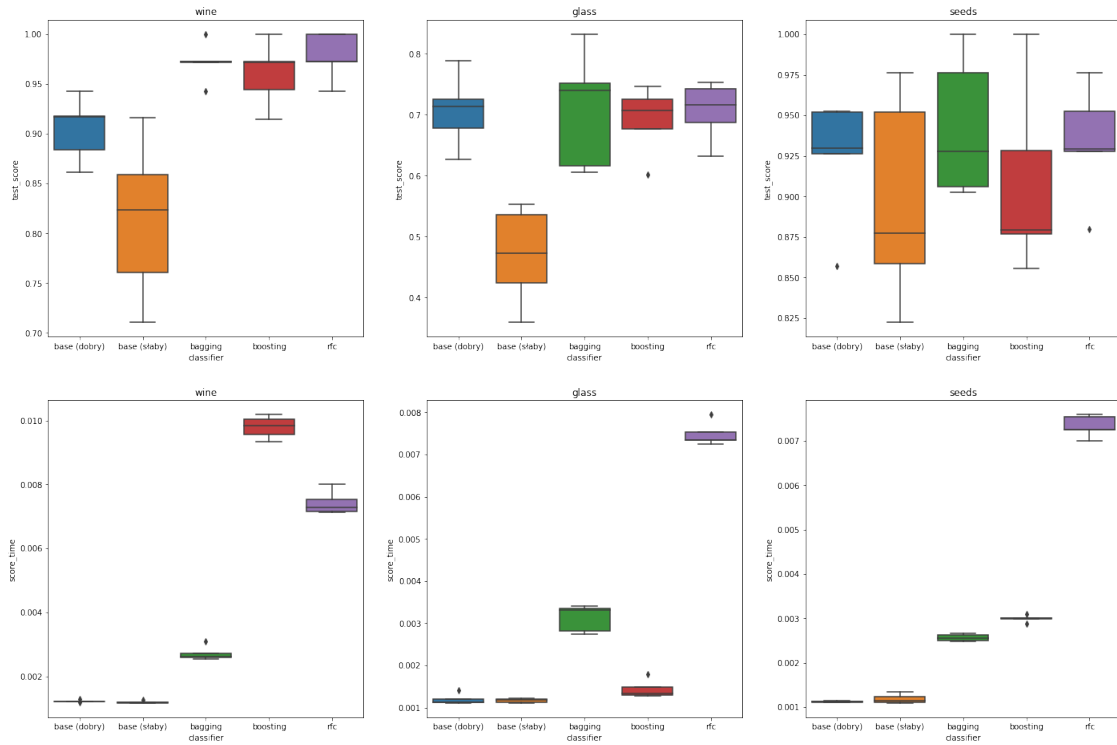 wine
1.00
0.95
0.90
0.85
0.80
0.75
0.70
test_score
base (dobry) base (słaby) bagging boosting rfc
classifier
glass
0.8
0.7
0.6
0.5
0.4
test_score
base (dobry) base (słaby) bagging boosting rfc
classifier
seeds
1.000
0.975
0.950
0.925
0.900
0.875
0.850
0.825
test_score
base (dobry) base (słaby) bagging boosting rfc
classifier
wine
0.010
0.008
0.006
0.004
0.002
score_time
base (dobry) base (słaby) bagging boosting rfc
classifier
glass
0.008
0.007
0.006
0.005
0.004
0.003
0.002
0.001
score_time
base (dobry) base (słaby) bagging boosting rfc
classifier
seeds
0.007
0.006
0.005
0.004
0.003
0.002
0.001
score_time
base (dobry) base (słaby) bagging boosting rfc
classifier